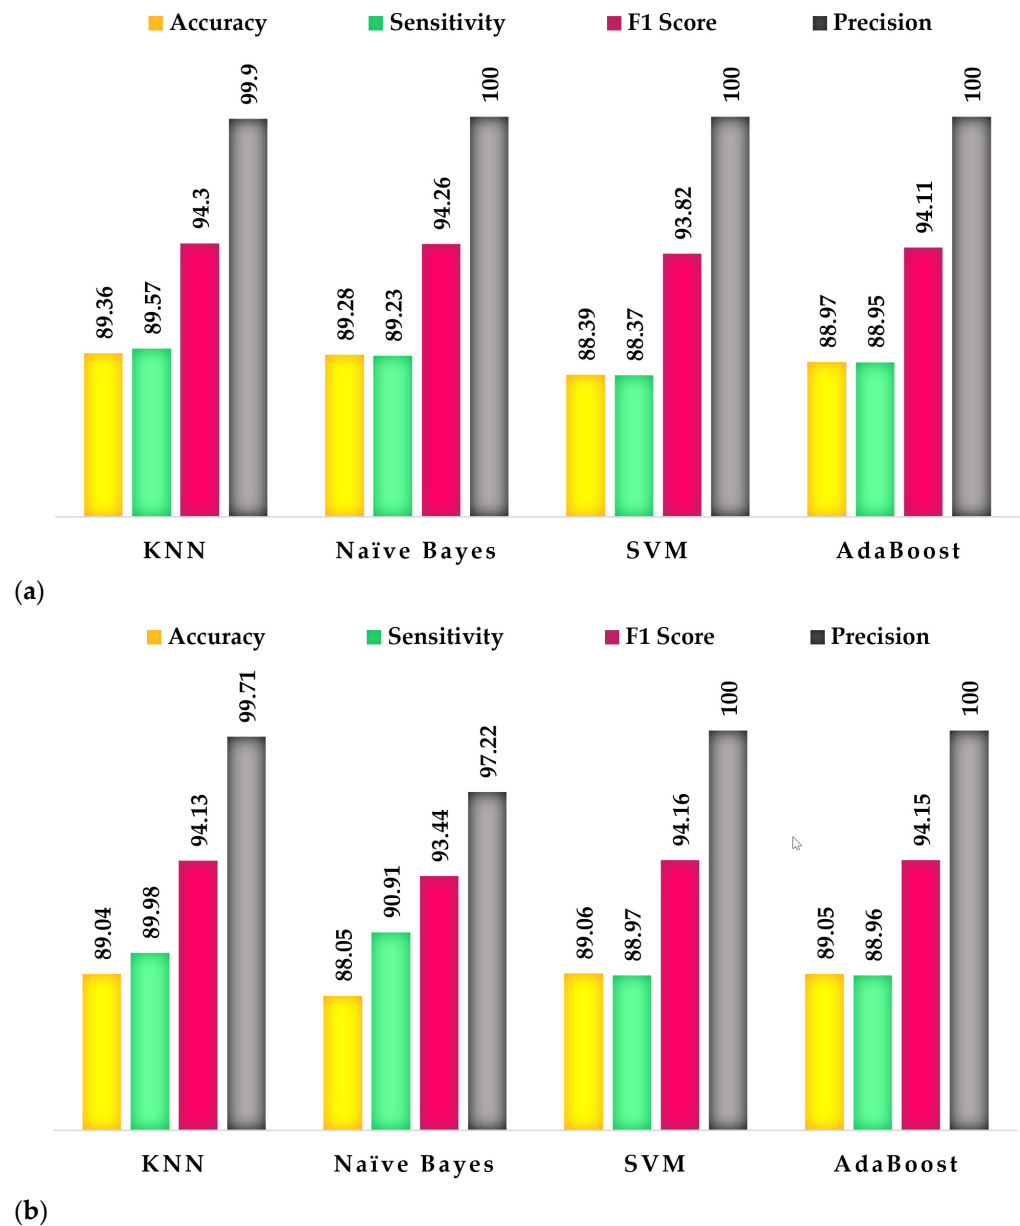 Accuracy Sensitivity F1 Score Precision
89.36 89.57 94.3 99.9 89.28 89.23 94.26 100 88.39 88.37 93.82 100 88.97 88.95 94.11 100
KNN Naïve Bayes SVM AdaBoost
(a)
Accuracy Sensitivity F1 Score Precision
89.04 89.98 94.13 99.71 88.05 90.91 93.44 97.22 89.06 88.97 94.16 100 89.05 88.96 94.15 100
KNN Naïve Bayes SVM AdaBoost
(b)